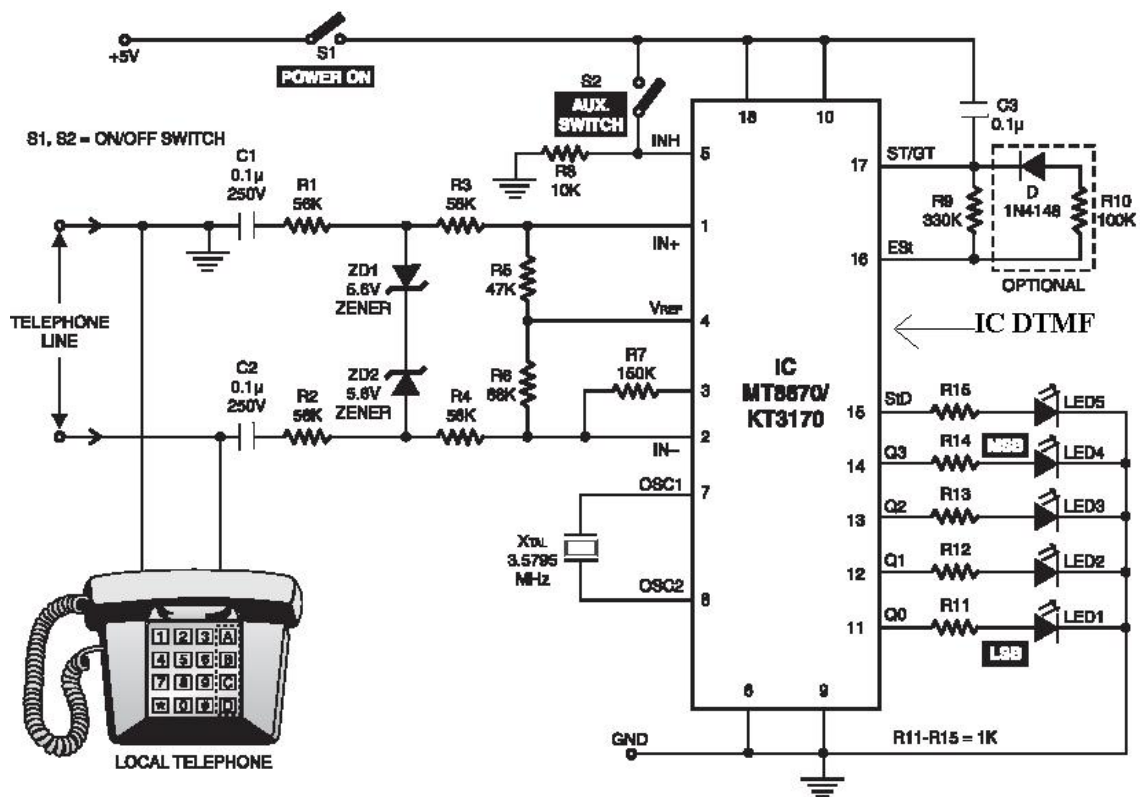 +5V
S1
POWER ON
S2
AUX.
SWITCH
S1, S2 = ON/OFF SWITCH
INH
5
R8
10K
18
10
C3
0.1µ
17
ST/GT
R9
330K
D
1N4148
R10
100K
16
ESt
OPTIONAL
C1
0.1µ
250V
R1
56K
R3
56K
1
IN+
ZD1
5.6V
ZENER
R5
47K
VREF
4
TELEPHONE
LINE
IC DTMF
C2
0.1µ
250V
R2
56K
ZD2
5.6V
ZENER
R4
56K
R6
68K
R7
150K
3
2
IN–
IC
MT8870/
KT3170
15
StD
R15
LED5
14
Q3
R14
MSB
LED4
13
Q2
R13
LED3
12
Q1
R12
LED2
11
Q0
R11
LSB
LED1
OSC1
7
XTAL
3.5795
MHz
OSC2
8
1 2 3 A
4 5 6 B
7 8 9 C
* 0 # D
LOCAL TELEPHONE
6
9
GND
R11-R15 = 1K